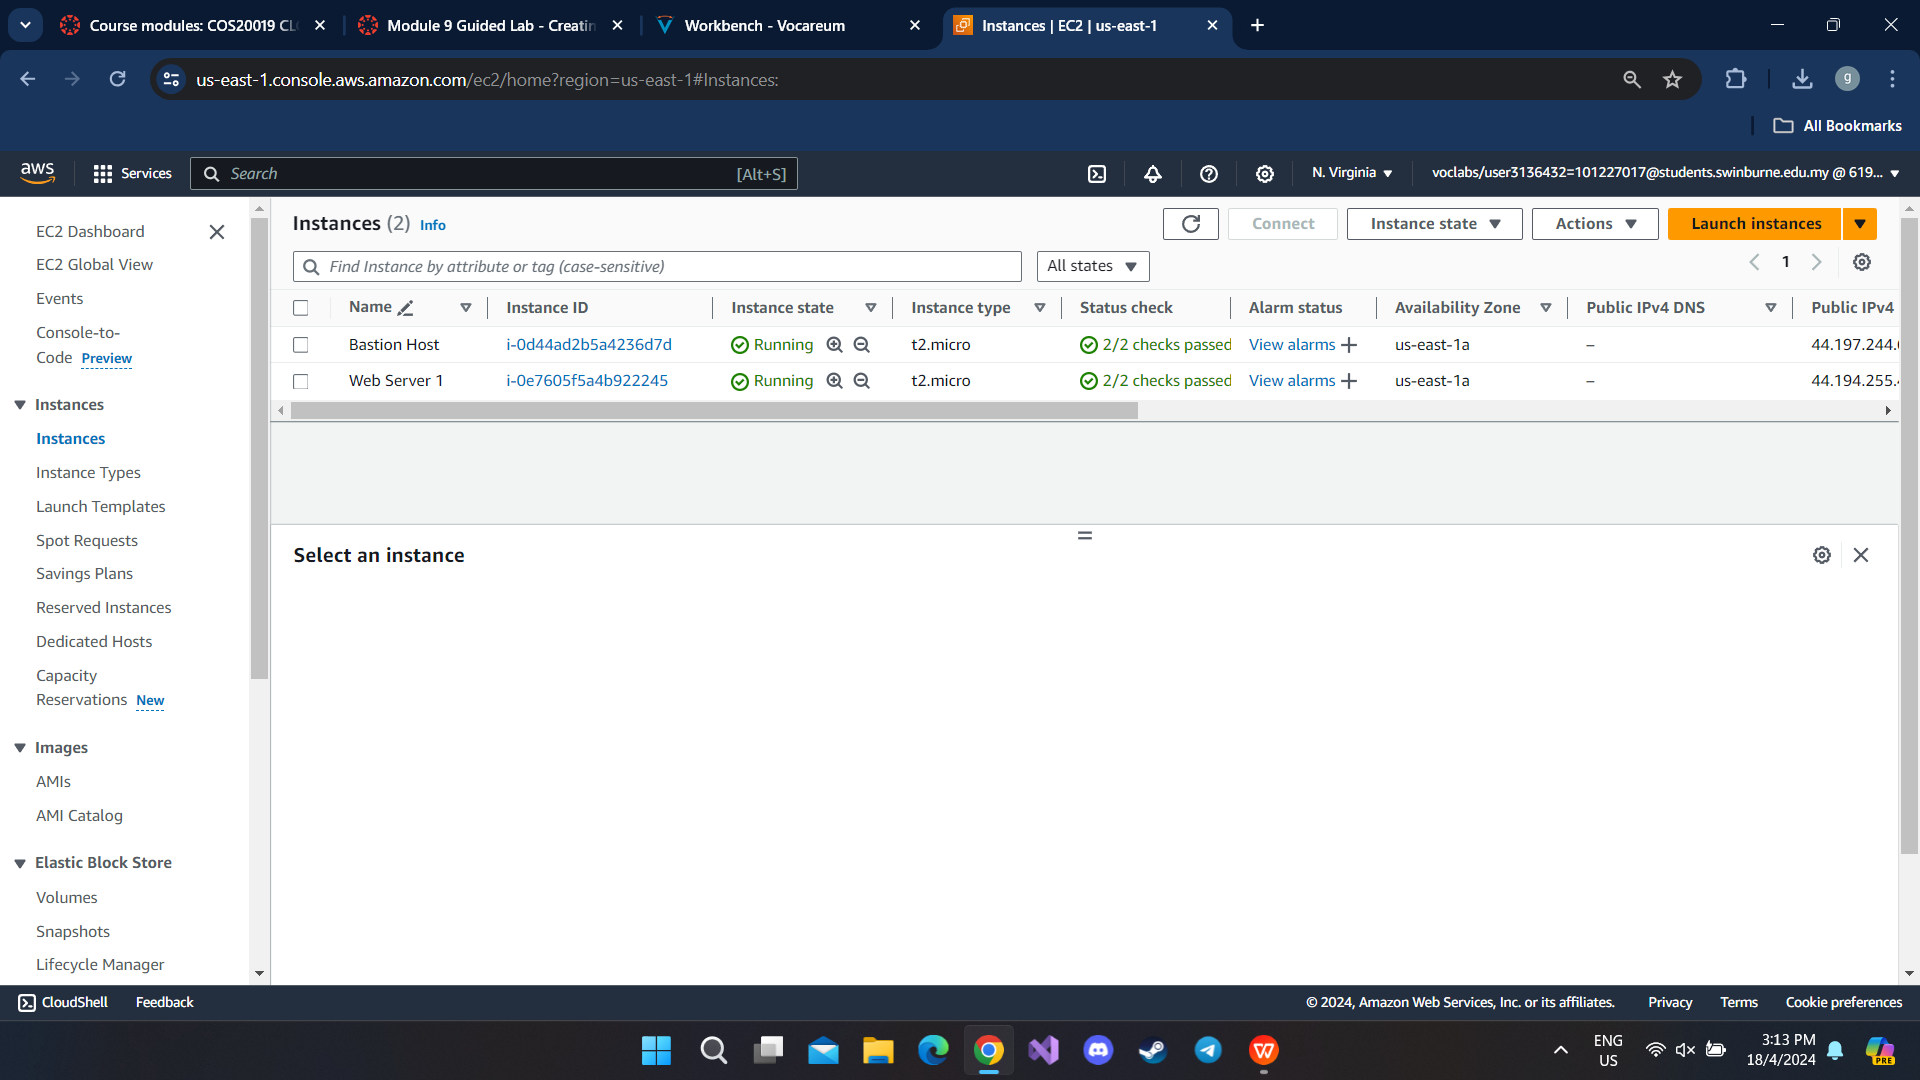 Course modules: COS20019 CL
Module 9 Guided Lab - Creatin
Workbench - Vocareum
Instances | EC2 | us-east-1
us-east-1.console.aws.amazon.com/ec2/home?region=us-east-1#Instances:
g
All Bookmarks
aws
Services
Search
[Alt+S]
N. Virginia
voclabs/user3136432=101227017@students.swinburne.edu.my @ 619...
EC2 Dashboard
EC2 Global View
Events
Console-to-
Code Preview
Instances
Instances
Instance Types
Launch Templates
Spot Requests
Savings Plans
Reserved Instances
Dedicated Hosts
Capacity
Reservations New
Images
AMIs
AMI Catalog
Elastic Block Store
Volumes
Snapshots
Lifecycle Manager
Instances (2) Info
Connect
Instance state
Actions
Launch instances
Find Instance by attribute or tag (case-sensitive)
All states
1
Name Instance ID Instance state Instance type Status check Alarm status Availability Zone Public IPv4 DNS Public IPv4
Bastion Host i-0d44ad2b5a4236d7d Running t2.micro 2/2 checks passed View alarms + us-east-1a – 44.197.244.
Web Server 1 i-0e7605f5a4b922245 Running t2.micro 2/2 checks passed View alarms + us-east-1a – 44.194.255.
Select an instance
CloudShell
Feedback
© 2024, Amazon Web Services, Inc. or its affiliates.
Privacy
Terms
Cookie preferences
ENG
US
3:13 PM
18/4/2024
PRE